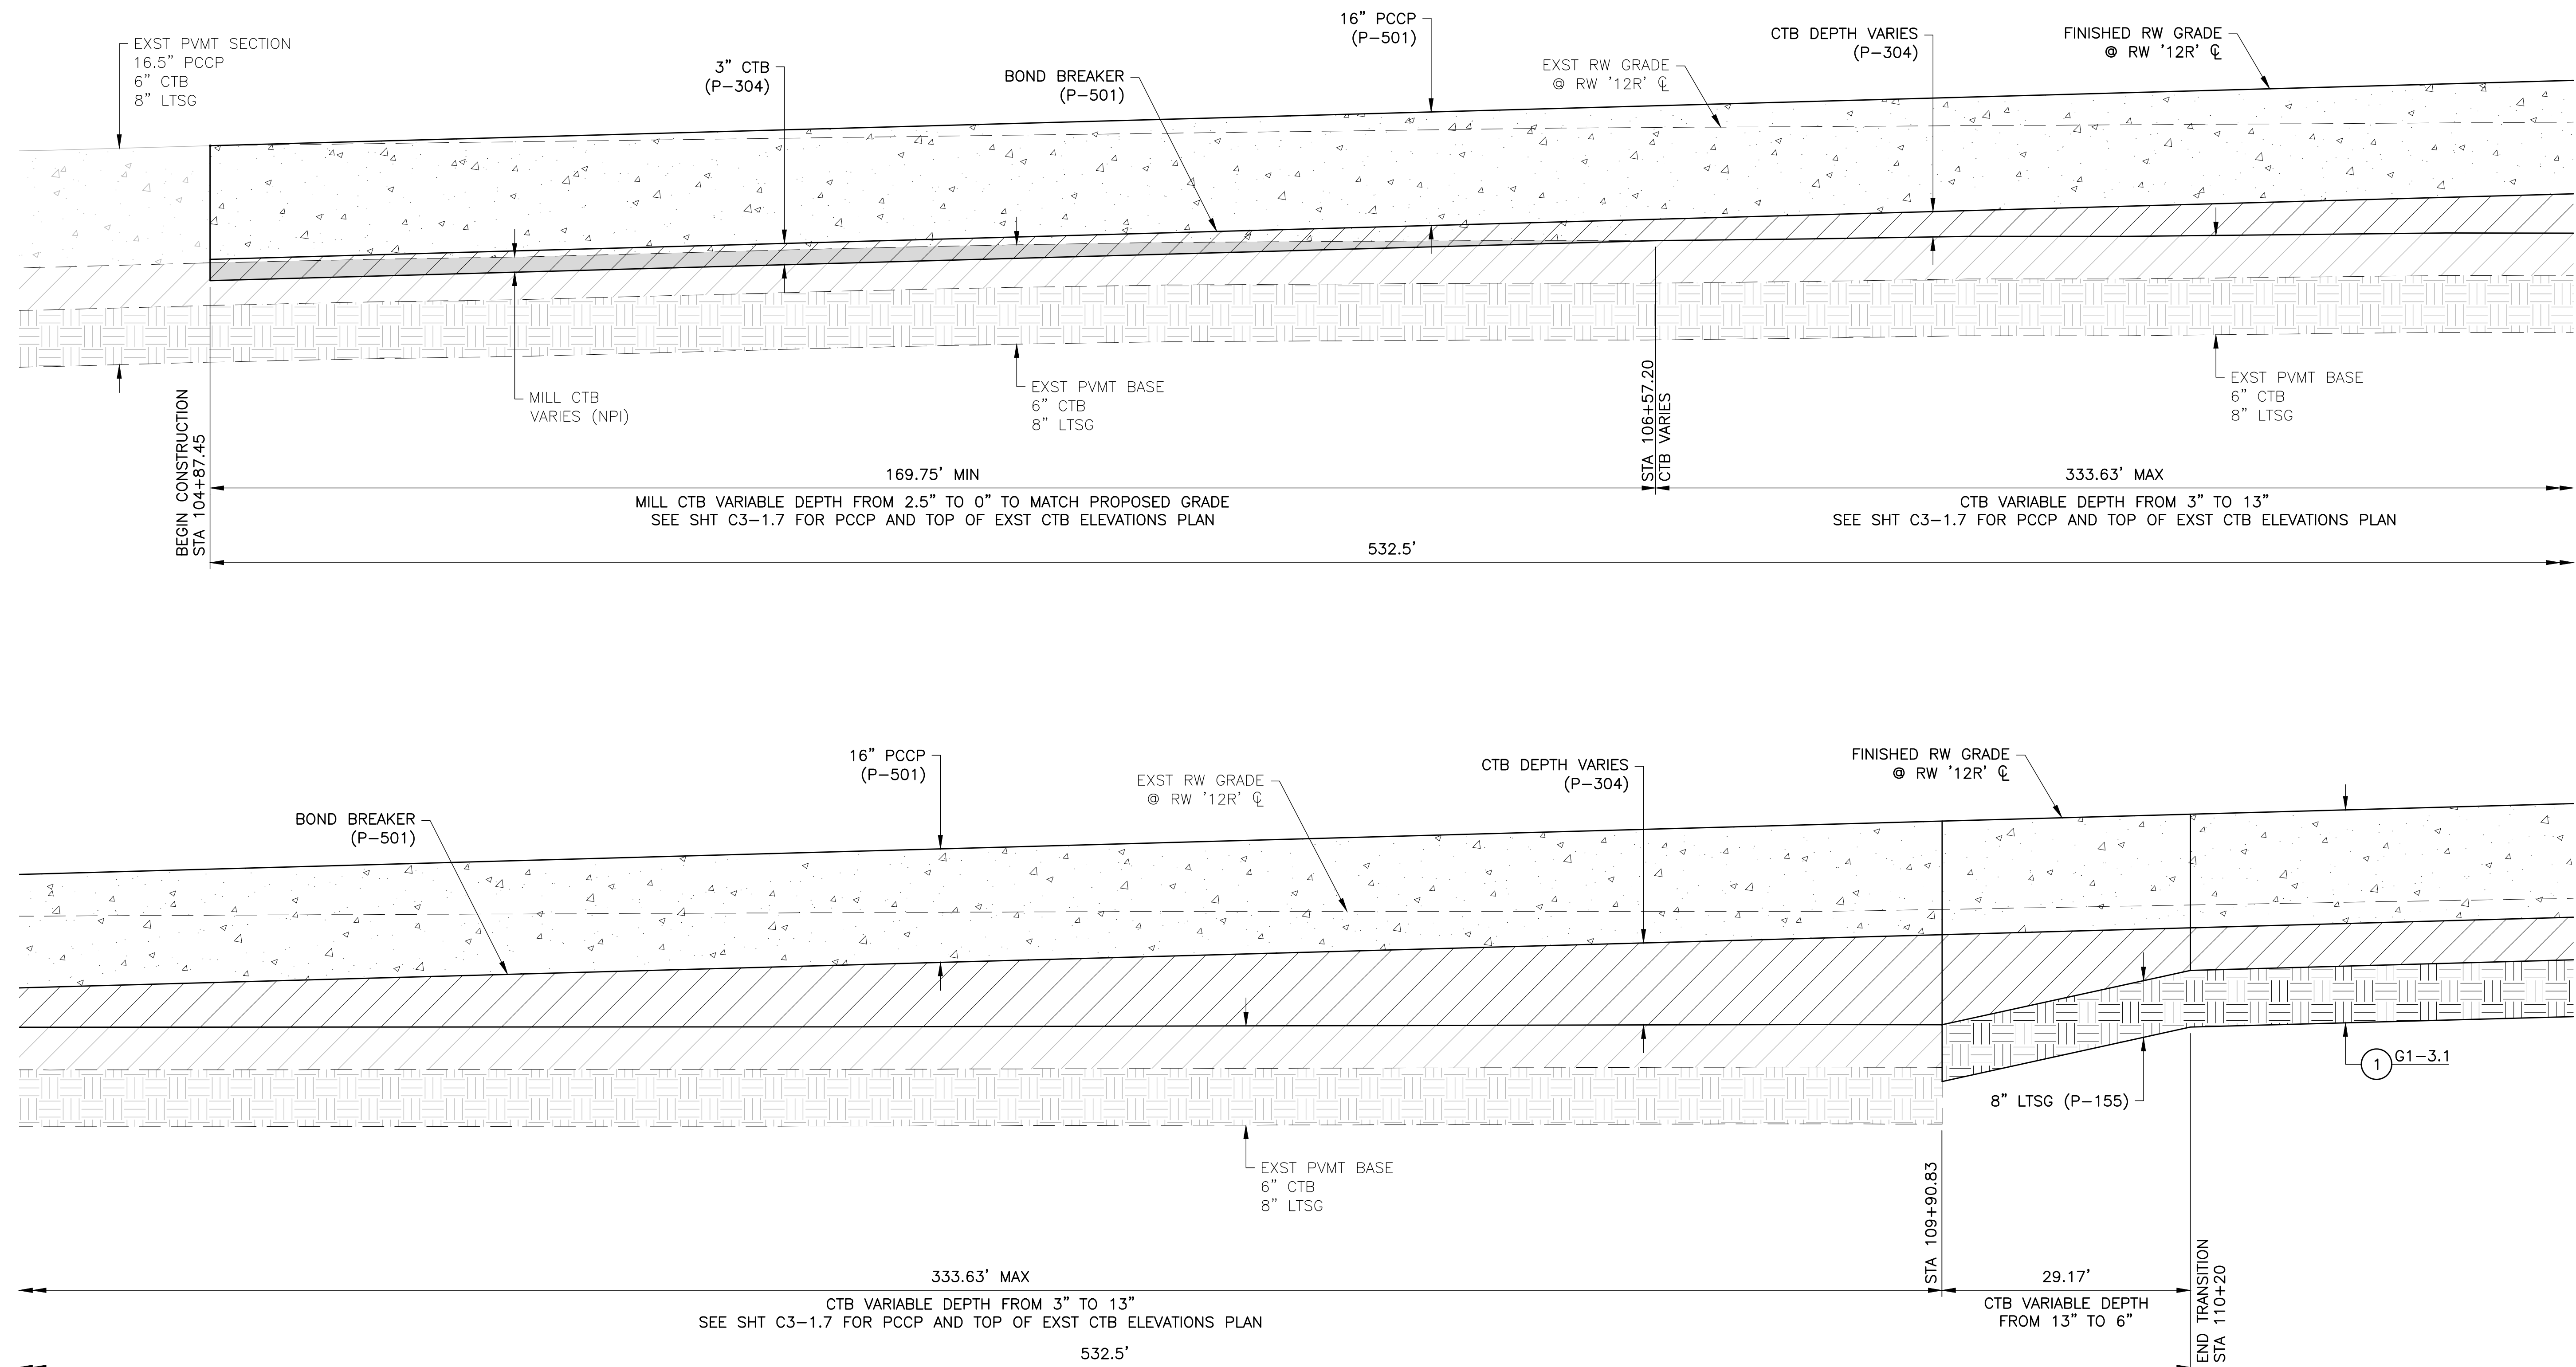 EXST PVMT SECTION
16.5" PCCP
6" CTB
8" LTSG
3" CTB
(P-304)
BOND BREAKER
(P-501)
16" PCCP
(P-501)
EXST RW GRADE
@ RW '12R' ℄
CTB DEPTH VARIES
(P-304)
FINISHED RW GRADE
@ RW '12R' ℄
MILL CTB
VARIES (NPI)
EXST PVMT BASE
6" CTB
8" LTSG
EXST PVMT BASE
6" CTB
8" LTSG
BEGIN CONSTRUCTION
STA 104+87.45
STA 106+57.20
CTB VARIES
169.75' MIN
MILL CTB VARIABLE DEPTH FROM 2.5" TO 0" TO MATCH PROPOSED GRADE
SEE SHT C3-1.7 FOR PCCP AND TOP OF EXST CTB ELEVATIONS PLAN
333.63' MAX
CTB VARIABLE DEPTH FROM 3" TO 13"
SEE SHT C3-1.7 FOR PCCP AND TOP OF EXST CTB ELEVATIONS PLAN
532.5'
BOND BREAKER
(P-501)
16" PCCP
(P-501)
EXST RW GRADE
@ RW '12R' ℄
CTB DEPTH VARIES
(P-304)
FINISHED RW GRADE
@ RW '12R' ℄
1 G1-3.1
8" LTSG (P-155)
EXST PVMT BASE
6" CTB
8" LTSG
STA 109+90.83
END TRANSITION
STA 110+20
333.63' MAX
CTB VARIABLE DEPTH FROM 3" TO 13"
SEE SHT C3-1.7 FOR PCCP AND TOP OF EXST CTB ELEVATIONS PLAN
29.17'
CTB VARIABLE DEPTH
FROM 13" TO 6"
532.5'